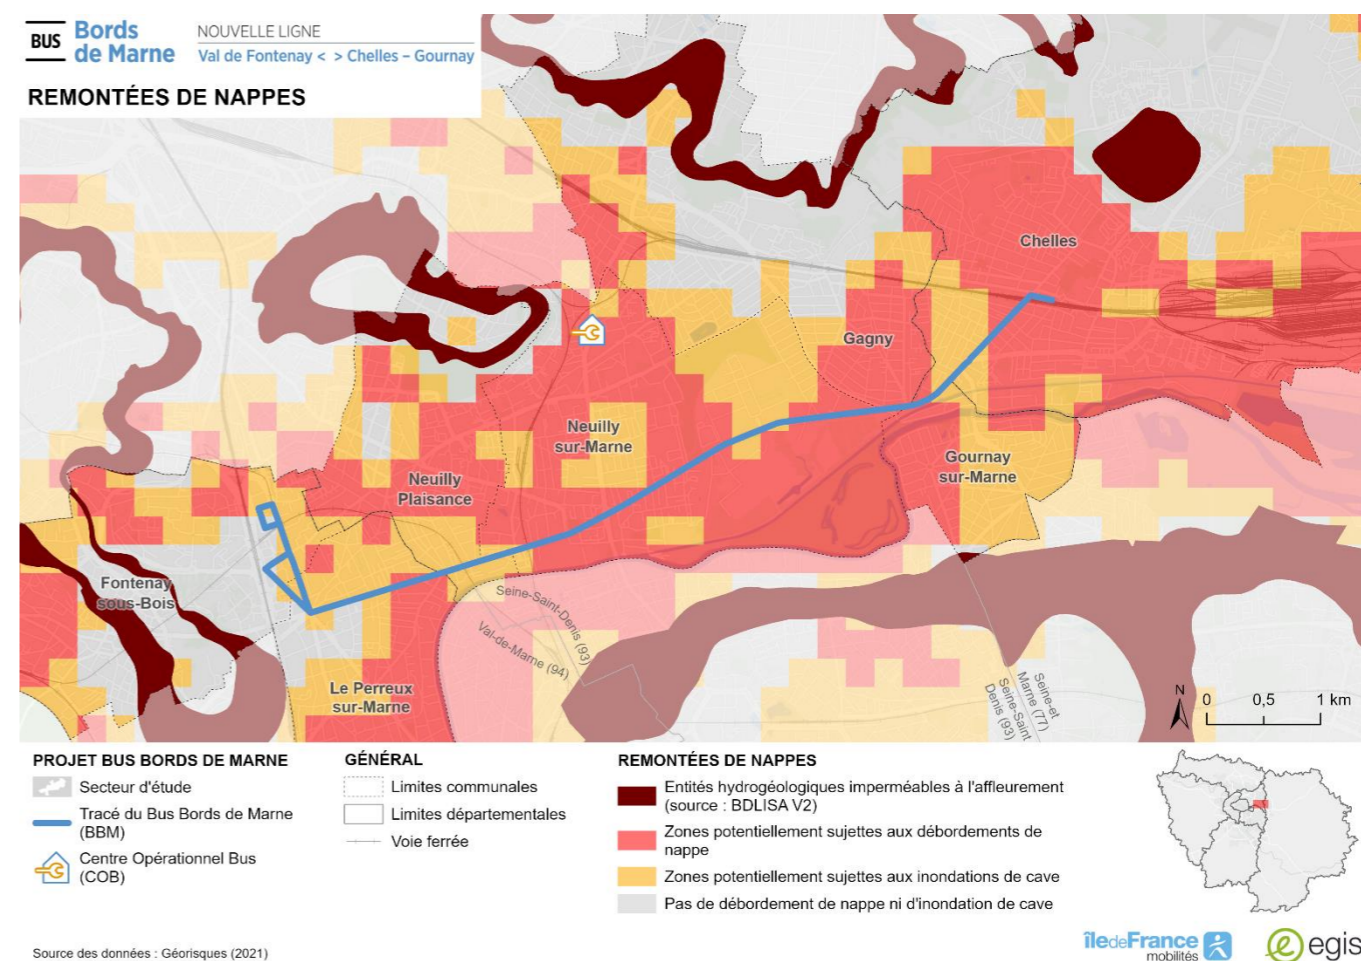 BUS Bords
de Marne
NOUVELLE LIGNE
Val de Fontenay < > Chelles – Gournay
REMONTÉES DE NAPPES
Chelles
Gagny
Neuilly
sur-Marne
Gournay
sur-Marne
Neuilly
Plaisance
Fontenay
sous-Bois
Le Perreux
sur-Marne
Seine-Saint-Denis (93)
Val-de-Marne (94)
Seine-et
Marne (77)
Seine-Saint
Denis (93)
N
0 0,5 1 km
PROJET BUS BORDS DE MARNE
Secteur d'étude
Tracé du Bus Bords de Marne
(BBM)
Centre Opérationnel Bus
(COB)
GÉNÉRAL
Limites communales
Limites départementales
Voie ferrée
REMONTÉES DE NAPPES
Entités hydrogéologiques imperméables à l'affleurement
(source : BDLISA V2)
Zones potentiellement sujettes aux débordements de
nappe
Zones potentiellement sujettes aux inondations de cave
Pas de débordement de nappe ni d'inondation de cave
Source des données : Géorisques (2021)
îledeFrance
mobilités
egis